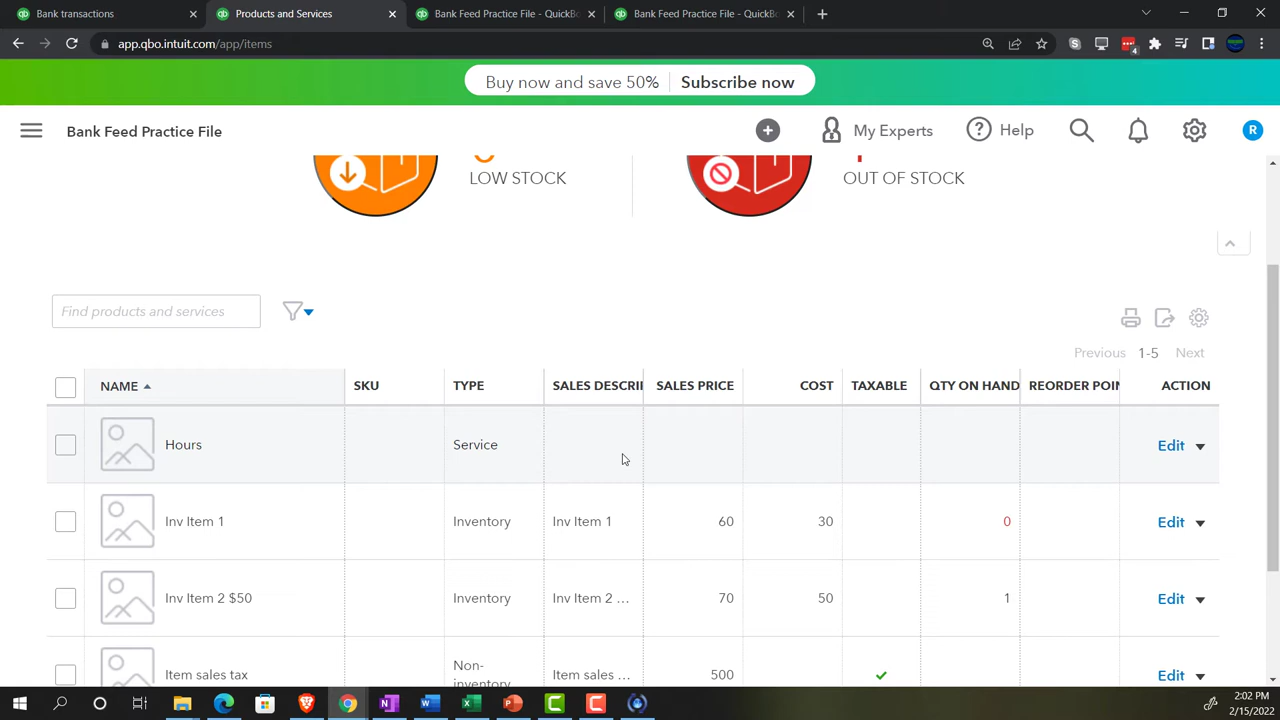 Bank transactions
Products and Services
Bank Feed Practice File - QuickBo
Bank Feed Practice File - QuickBo
app.qbo.intuit.com/app/items
4
Buy now and save 50% Subscribe now
Bank Feed Practice File
My Experts
Help
R
LOW STOCK
OUT OF STOCK
Find products and services
Previous 1-5 Next
NAME SKU TYPE SALES DESCRII SALES PRICE COST TAXABLE QTY ON HAND REORDER POIN ACTION
Hours Service Edit
Inv Item 1 Inventory Inv Item 1 60 30 0 Edit
Inv Item 2 $50 Inventory Inv Item 2 ... 70 50 1 Edit
Item sales tax Non-inventory Item sales ... 500 Edit
2:02 PM
2/15/2022